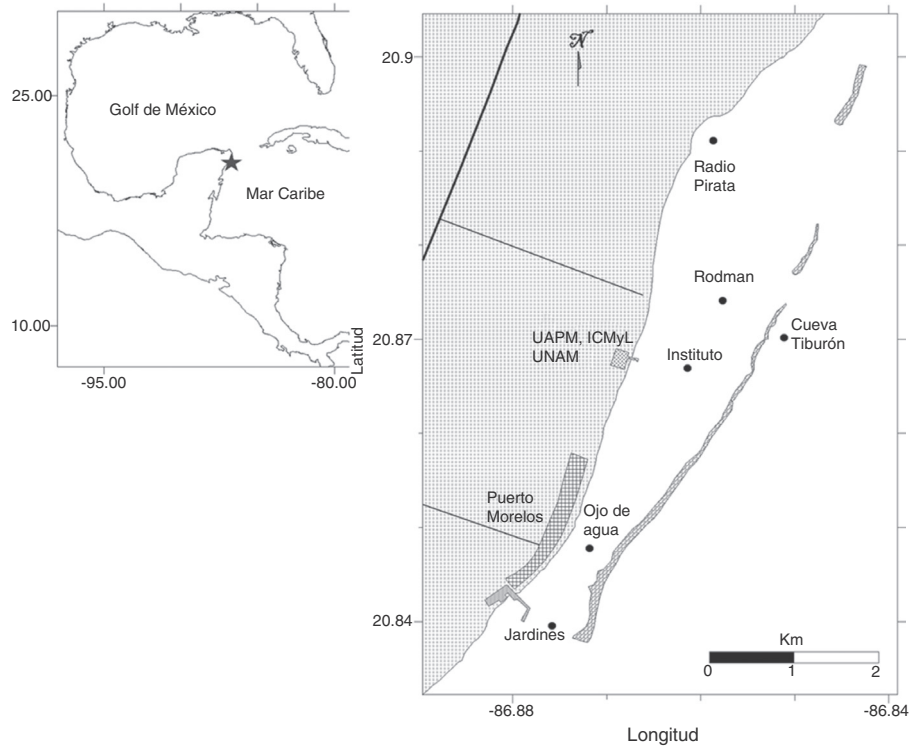 25.00
10.00
-95.00
-80.00
Golf de México
Mar Caribe
Latitud
20.9
20.87
20.84
N
Radio
Pirata
Rodman
Cueva
Tiburón
UAPM, ICMyL
UNAM
Instituto
Puerto
Morelos
Ojo de
agua
Jardines
Km
0
1
2
-86.88
-86.84
Longitud